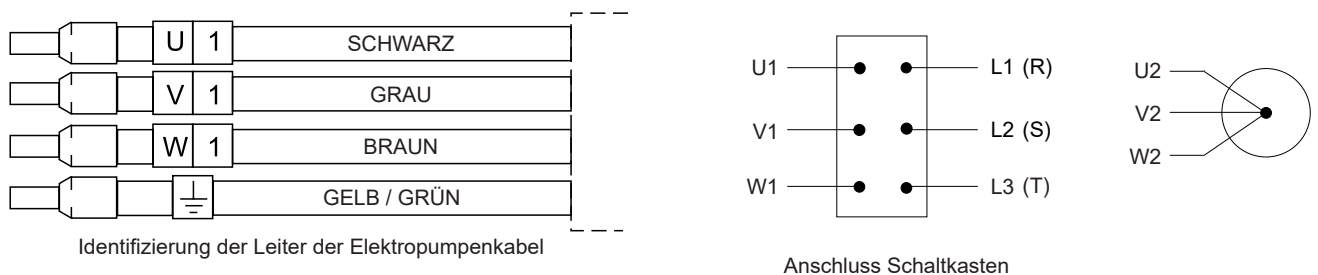 U 1 SCHWARZ
V 1 GRAU
W 1 BRAUN
GELB / GRÜN
Identifizierung der Leiter der Elektropumpenkabel
U1 L1 (R)
V1 L2 (S)
W1 L3 (T)
Anschluss Schaltkasten
U2
V2
W2